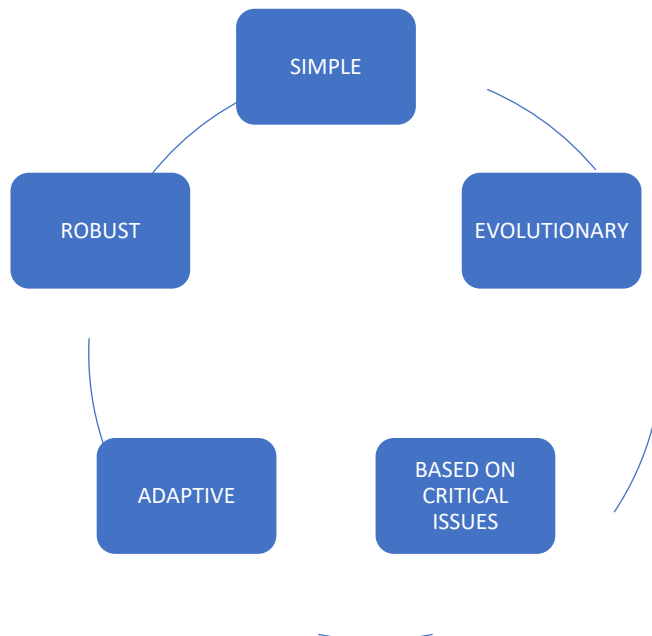 SIMPLE
EVOLUTIONARY
BASED ON
CRITICAL
ISSUES
ADAPTIVE
ROBUST